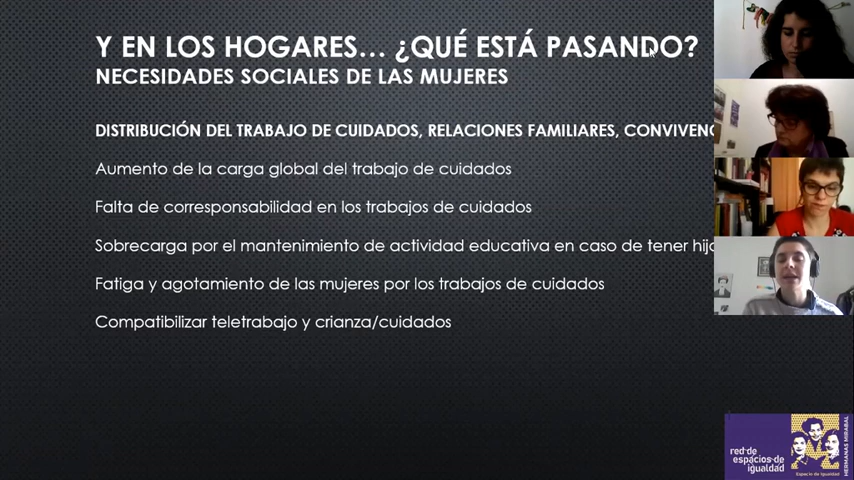 Y EN LOS HOGARES... ¿QUÉ ESTÁ PASANDO?
NECESIDADES SOCIALES DE LAS MUJERES
DISTRIBUCIÓN DEL TRABAJO DE CUIDADOS, RELACIONES FAMILIARES,
Aumento de la carga global del trabajo de cuidados
Falta de corresponsabilidad en los trabajos de cuidados
Sobrecarga por el mantenimiento de actividad educativa en caso de tener
Fatiga y agotamiento de las mujeres por los trabajos de cuidados
Compatibilizar teletrabajo y crianza/cuidados
red·de
espacios·de
igualdad
Espacio de Igualdad
HERMANAS MIRABAL